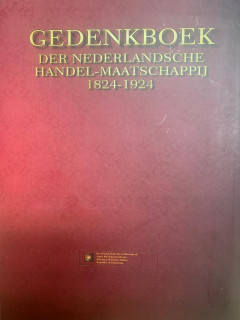 GEDENKBOEK
DER NEDERLANDSCHE
HANDEL-MAATSCHAPPIJ
1824-1924